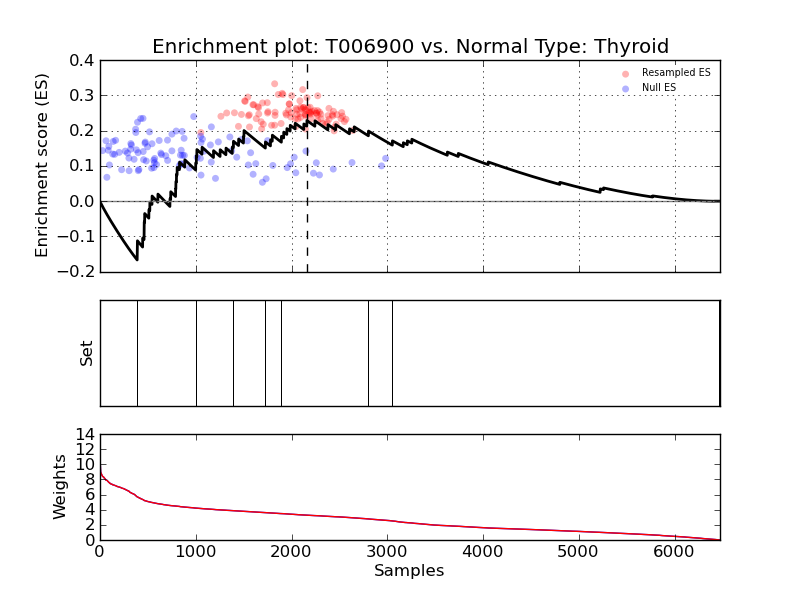 Enrichment plot: T006900 vs. Normal Type: Thyroid
Enrichment score (ES)
0.4
0.3
0.2
0.1
0.0
−0.1
−0.2
Resampled ES
Null ES
Set
Weights
14
12
10
8
6
4
2
0
0 1000 2000 3000 4000 5000 6000
Samples